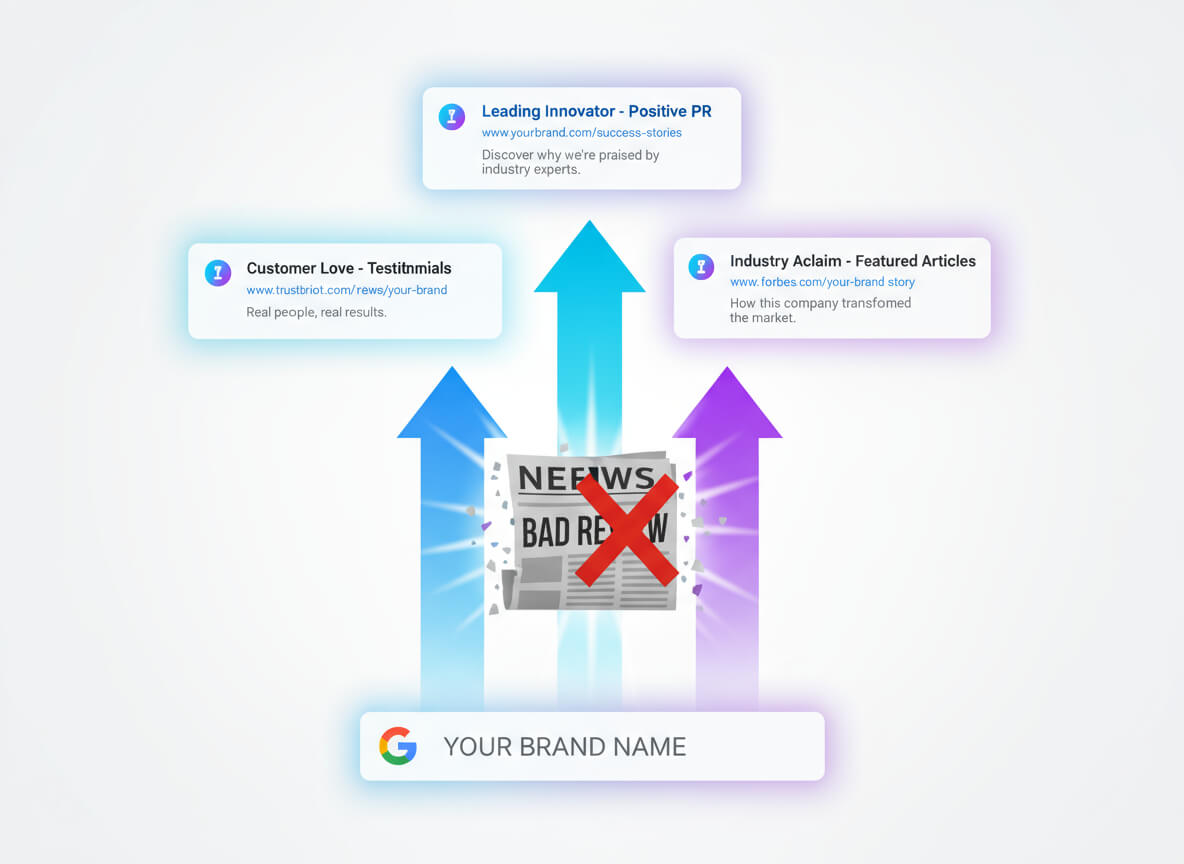 Leading Innovator - Positive PR
www.yourbrand.com/success-stories
Discover why we're praised by
industry experts.
Customer Love - Testitnmials
www.trustbriot.com/rews/your-brand
Real people, real results.
Industry Aclaim - Featured Articles
www.forbes.com/your-brand story
How this company transfomed
the market.
BAD
YOUR BRAND NAME